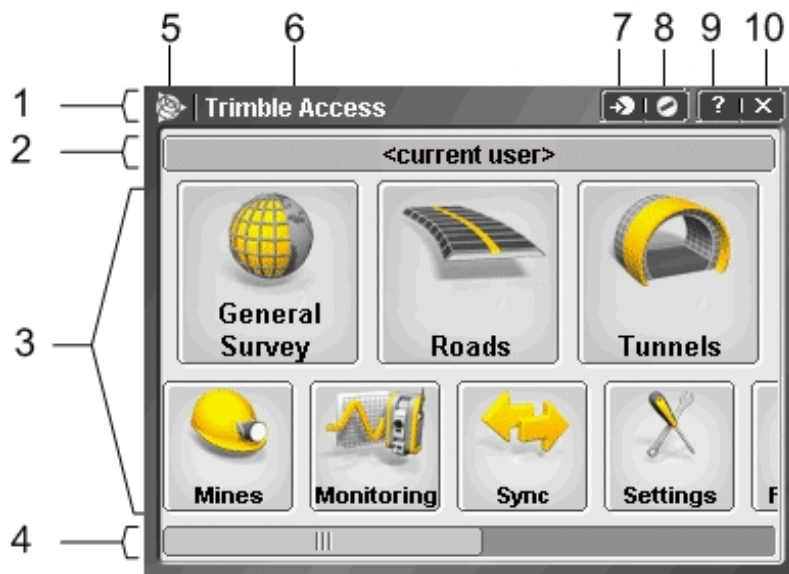 5 6 7 8 9 10
1 Trimble Access ? X
2 <current user>
3
General Survey Roads Tunnels
Mines Monitoring Sync Settings F
4